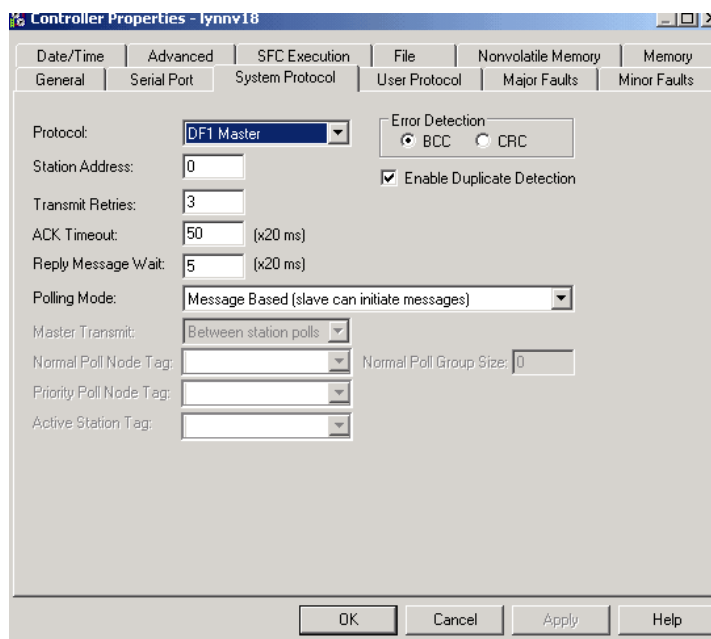 Controller Properties - lynnv18
Date/Time Advanced SFC Execution File Nonvolatile Memory Memory
General Serial Port System Protocol User Protocol Major Faults Minor Faults
Protocol: DF1 Master
Error Detection
BCC CRC
Station Address: 0
Enable Duplicate Detection
Transmit Retries: 3
ACK Timeout: 50 (x20 ms)
Reply Message Wait: 5 (x20 ms)
Polling Mode: Message Based (slave can initiate messages)
Master Transmit: Between station polls
Normal Poll Node Tag: Normal Poll Group Size: 0
Priority Poll Node Tag:
Active Station Tag:
OK Cancel Apply Help